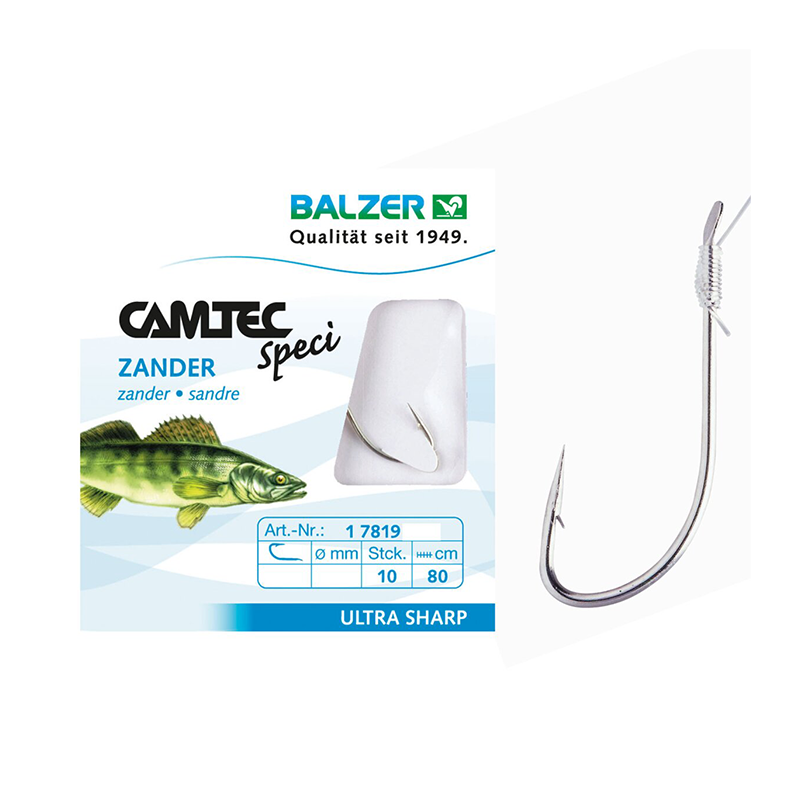 BALZER
Qualität seit 1949.
CAMTEC
Speci
ZANDER
zander • sandre
Art.-Nr.: 1 7819
Ø mm Stck. cm
10 80
ULTRA SHARP